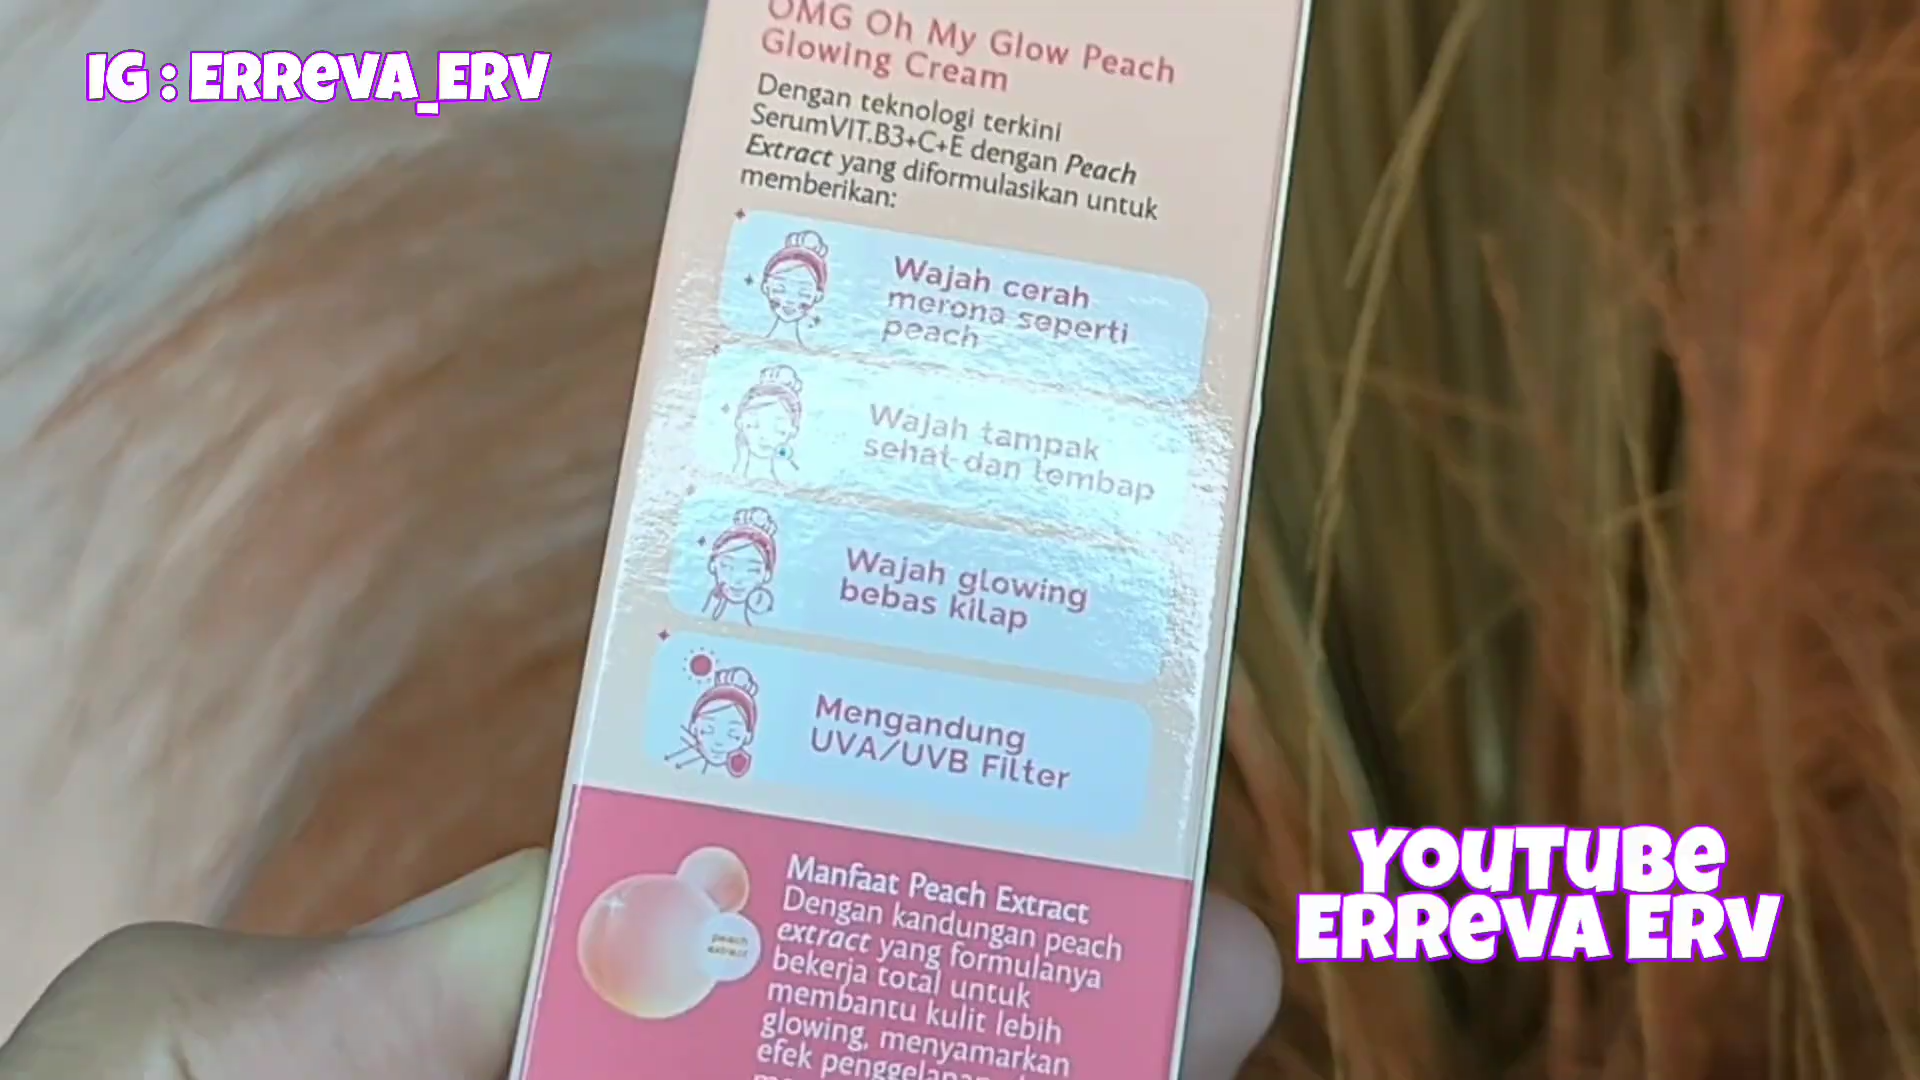 IG : ERReVA_ERV
OMG Oh My Glow Peach
Glowing Cream
Dengan teknologi terkini
SerumVIT.B3+C+E dengan Peach
Extract yang diformulasikan untuk
memberikan:
Wajah cerah
merona seperti
peach
Wajah tampak
sehat dan lembap
Wajah glowing
bebas kilap
Mengandung
UVA/UVB Filter
Manfaat Peach Extract
Dengan kandungan peach
extract yang formulanya
bekerja total untuk
membantu kulit lebih
glowing, menyamarkan
efek
peach
extract
YOUTUBE
ERReVA ERV